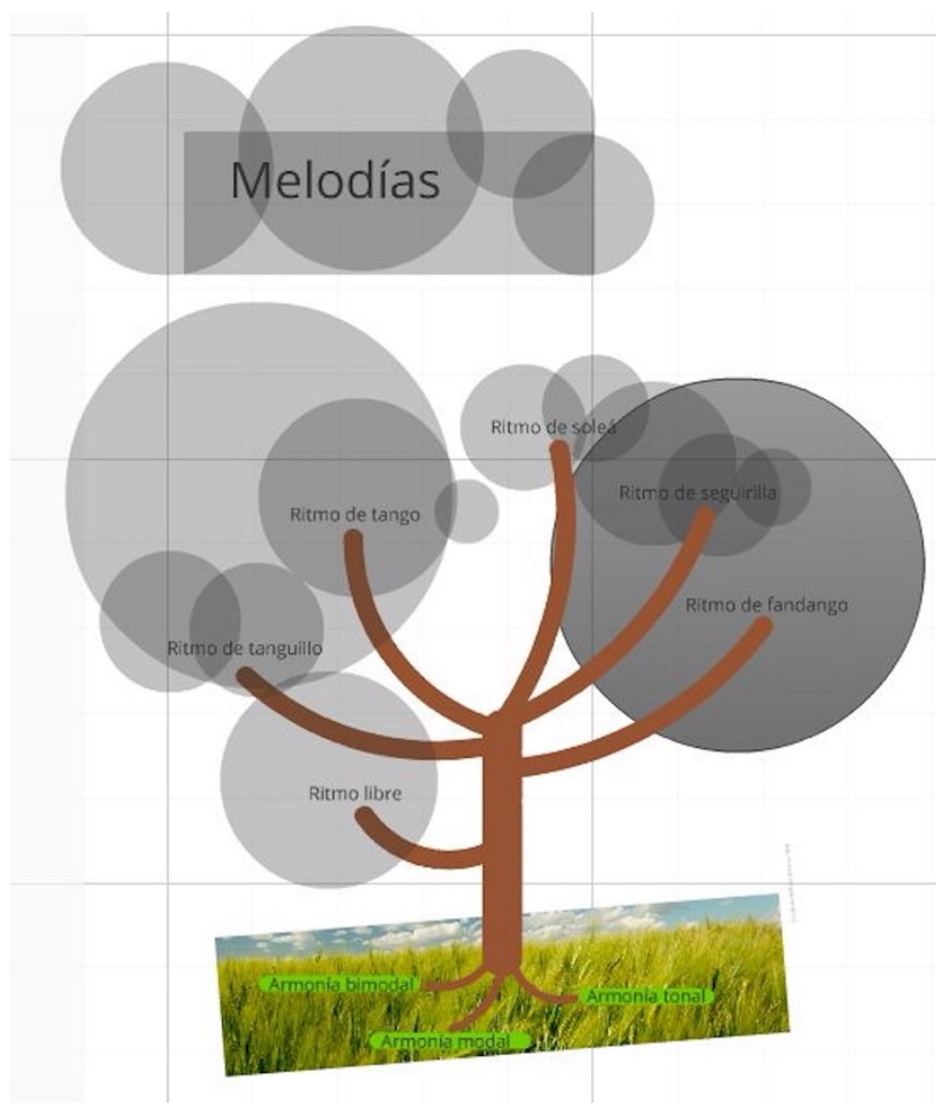 Melodías
Ritmo de soleá
Ritmo de seguirilla
Ritmo de tango
Ritmo de fandango
Ritmo de tanguillo
Ritmo libre
Armonía bimodal
Armonía tonal
Armonía modal